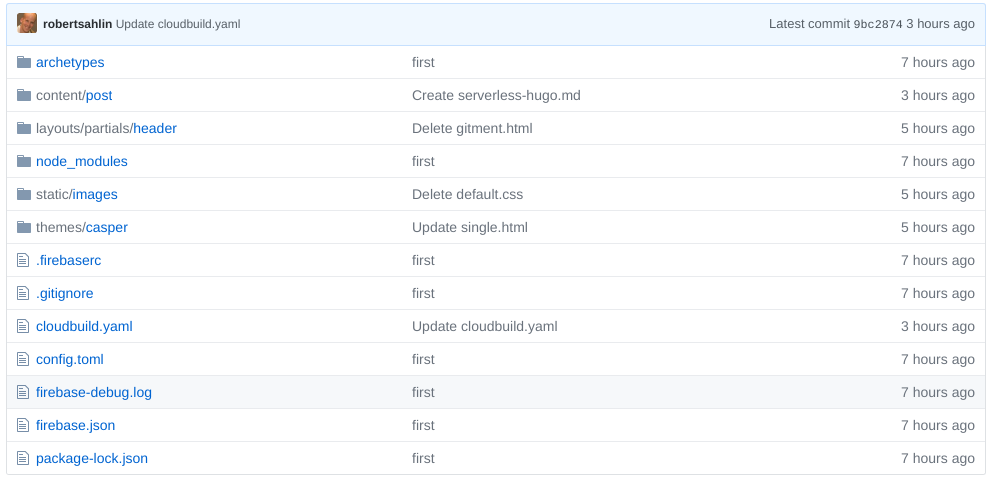 robertsahlin Update cloudbuild.yaml Latest commit 9bc2874 3 hours ago
archetypes first 7 hours ago
content/post Create serverless-hugo.md 3 hours ago
layouts/partials/header Delete gitment.html 5 hours ago
node_modules first 7 hours ago
static/images Delete default.css 5 hours ago
themes/casper Update single.html 5 hours ago
.firebaserc first 7 hours ago
.gitignore first 7 hours ago
cloudbuild.yaml Update cloudbuild.yaml 3 hours ago
config.toml first 7 hours ago
firebase-debug.log first 7 hours ago
firebase.json first 7 hours ago
package-lock.json first 7 hours ago